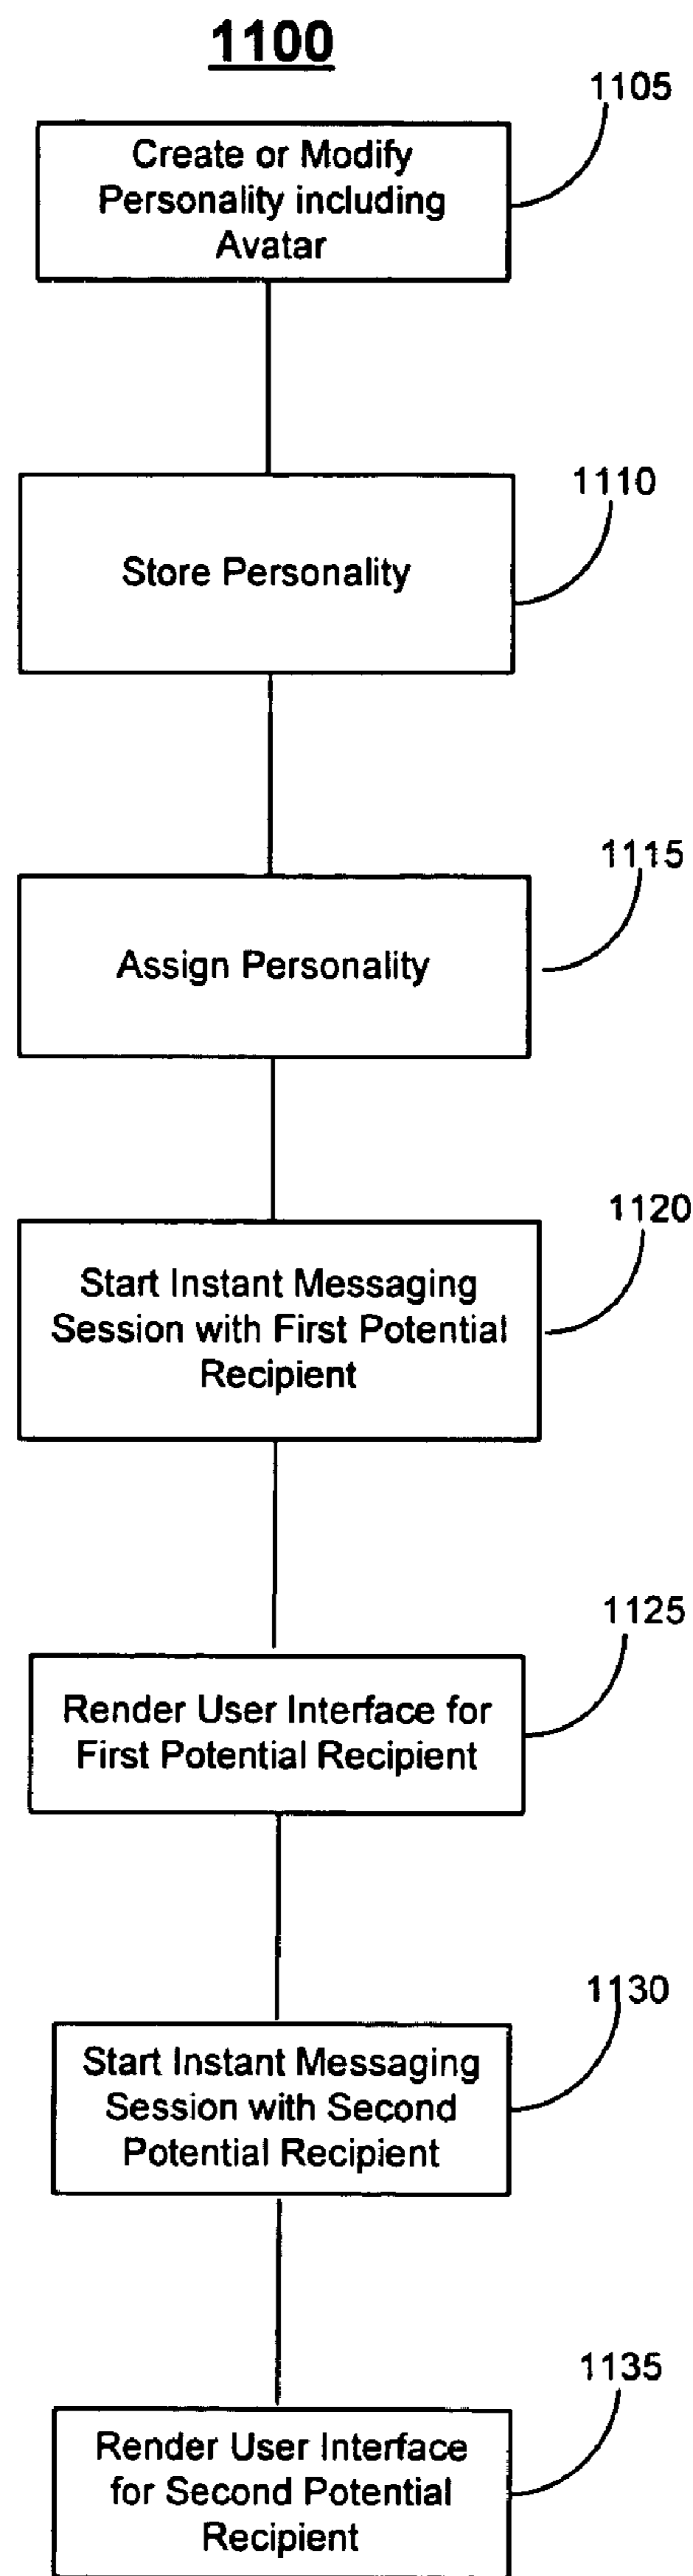 1100
1105
Create or Modify
Personality including
Avatar
1110
Store Personality
1115
Assign Personality
1120
Start Instant Messaging
Session with First Potential
Recipient
1125
Render User Interface for
First Potential Recipient
1130
Start Instant Messaging
Session with Second
Potential Recipient
1135
Render User Interface
for Second Potential
Recipient